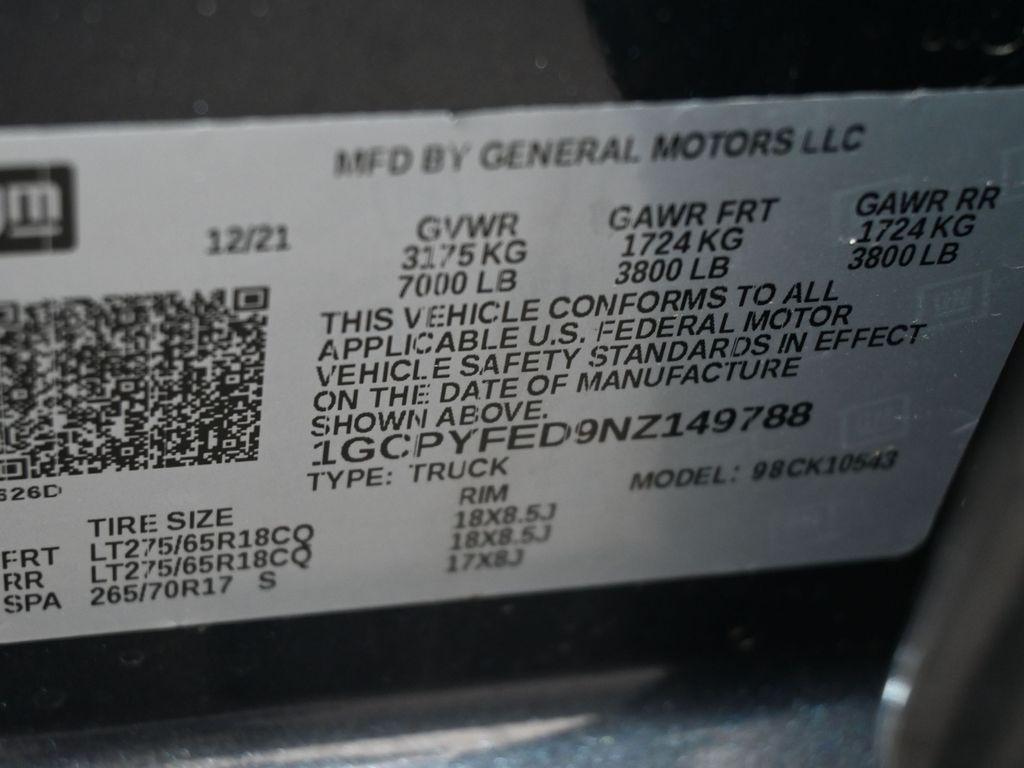 MFD BY GENERAL MOTORS LLC
gm
12/21
GVWR GAWR FRT GAWR RR
3175 KG 1724 KG 1724 KG
7000 LB 3800 LB 3800 LB
THIS VEHICLE CONFORMS TO ALL
APPLICABLE U.S. FEDERAL MOTOR
VEHICLE SAFETY STANDARDS IN EFFECT
ON THE DATE OF MANUFACTURE
SHOWN ABOVE.
1GCPYFED9NZ149788
TYPE: TRUCK MODEL: 98CK10543
626D
TIRE SIZE RIM
FRT LT275/65R18CQ 18X8.5J
RR LT275/65R18CQ 18X8.5J
SPA 265/70R17 S 17X8J